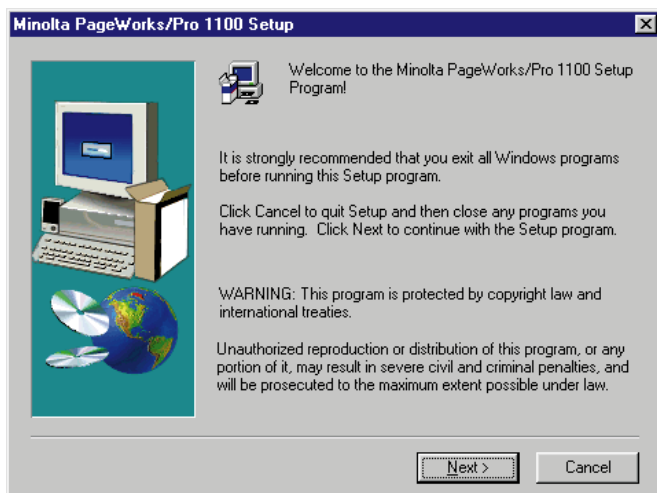 Minolta PageWorks/Pro 1100 Setup
Welcome to the Minolta PageWorks/Pro 1100 Setup
Program!
It is strongly recommended that you exit all Windows programs
before running this Setup program.
Click Cancel to quit Setup and then close any programs you
have running. Click Next to continue with the Setup program.
WARNING: This program is protected by copyright law and
international treaties.
Unauthorized reproduction or distribution of this program, or any
portion of it, may result in severe civil and criminal penalties, and
will be prosecuted to the maximum extent possible under law.
Next >
Cancel